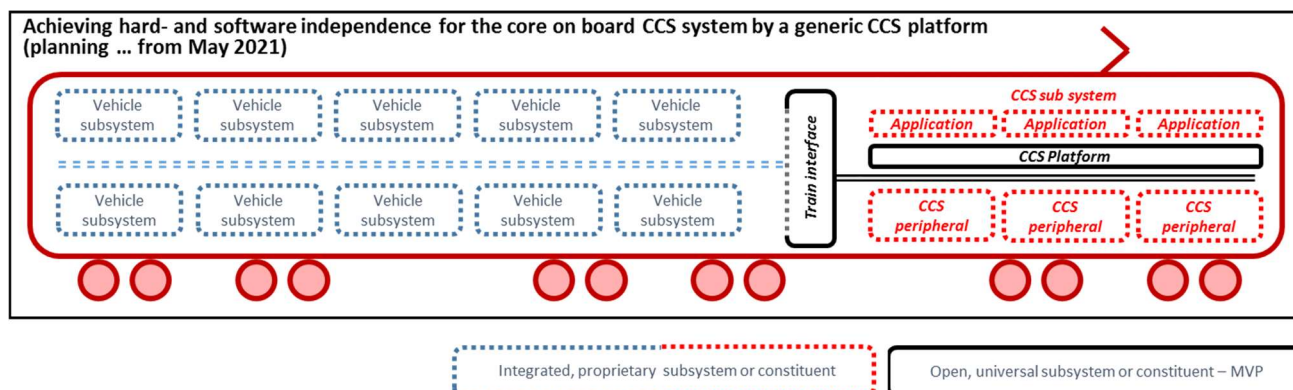 Achieving hard- and software independence for the core on board CCS system by a generic CCS platform
(planning ... from May 2021)
Vehicle
subsystem
Vehicle
subsystem
Vehicle
subsystem
Vehicle
subsystem
Vehicle
subsystem
Vehicle
subsystem
Vehicle
subsystem
Vehicle
subsystem
Vehicle
subsystem
Vehicle
subsystem
Train interface
CCS sub system
Application
Application
Application
CCS Platform
CCS
peripheral
CCS
peripheral
CCS
peripheral
Integrated, proprietary subsystem or constituent
Open, universal subsystem or constituent – MVP